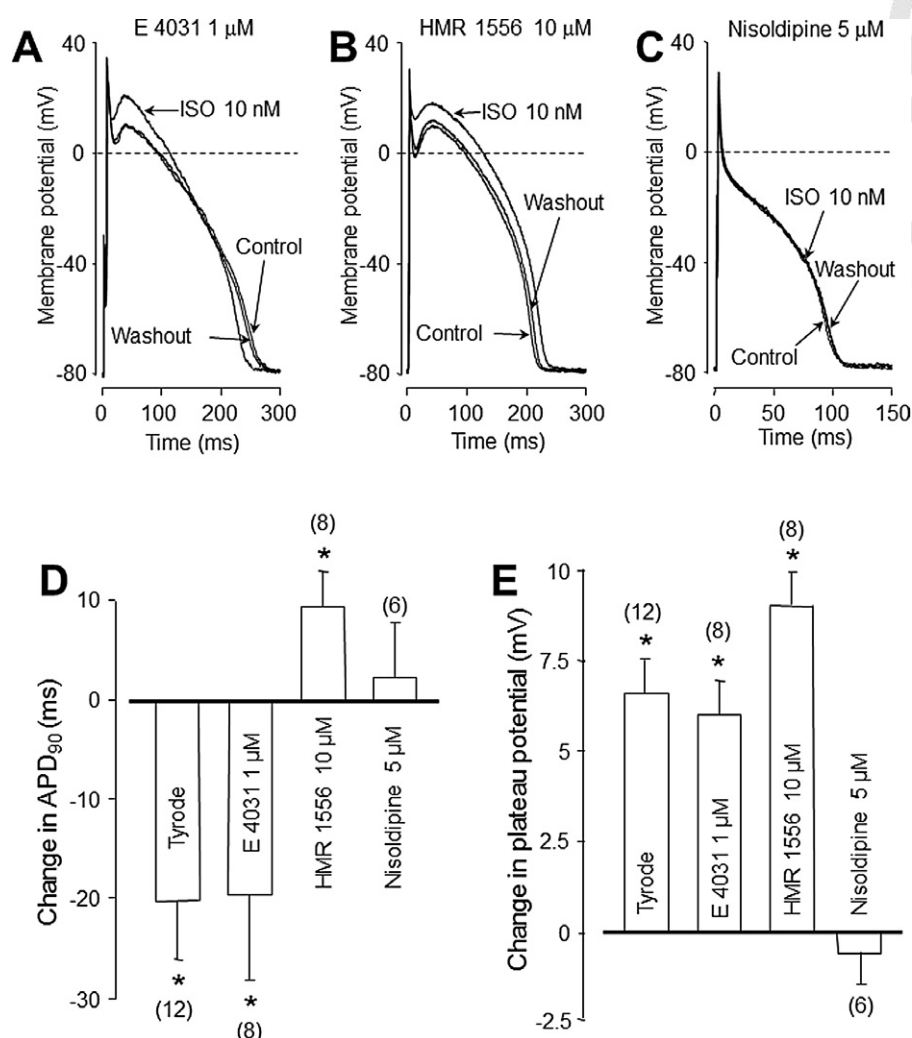 A
E 4031 1 µM
40
0
-40
-80
Membrane potential (mV)
ISO 10 nM
Control
Washout
0
100
200
300
Time (ms)
B
HMR 1556 10 µM
40
0
-40
-80
Membrane potential (mV)
ISO 10 nM
Washout
Control
0
100
200
300
Time (ms)
C
Nisoldipine 5 µM
40
0
-40
-80
Membrane potential (mV)
ISO 10 nM
Washout
Control
0
50
100
150
Time (ms)
D
10
0
-10
-20
-30
Change in APD90 (ms)
Tyrode
*
(12)
E 4031 1 µM
*
(8)
(8)
*
HMR 1556 10 µM
(6)
Nisoldipine 5 µM
E
10
7.5
5
2.5
0
-2.5
Change in plateau potential (mV)
(12)
*
Tyrode
(8)
*
E 4031 1 µM
(8)
*
HMR 1556 10 µM
Nisoldipine 5 µM
(6)